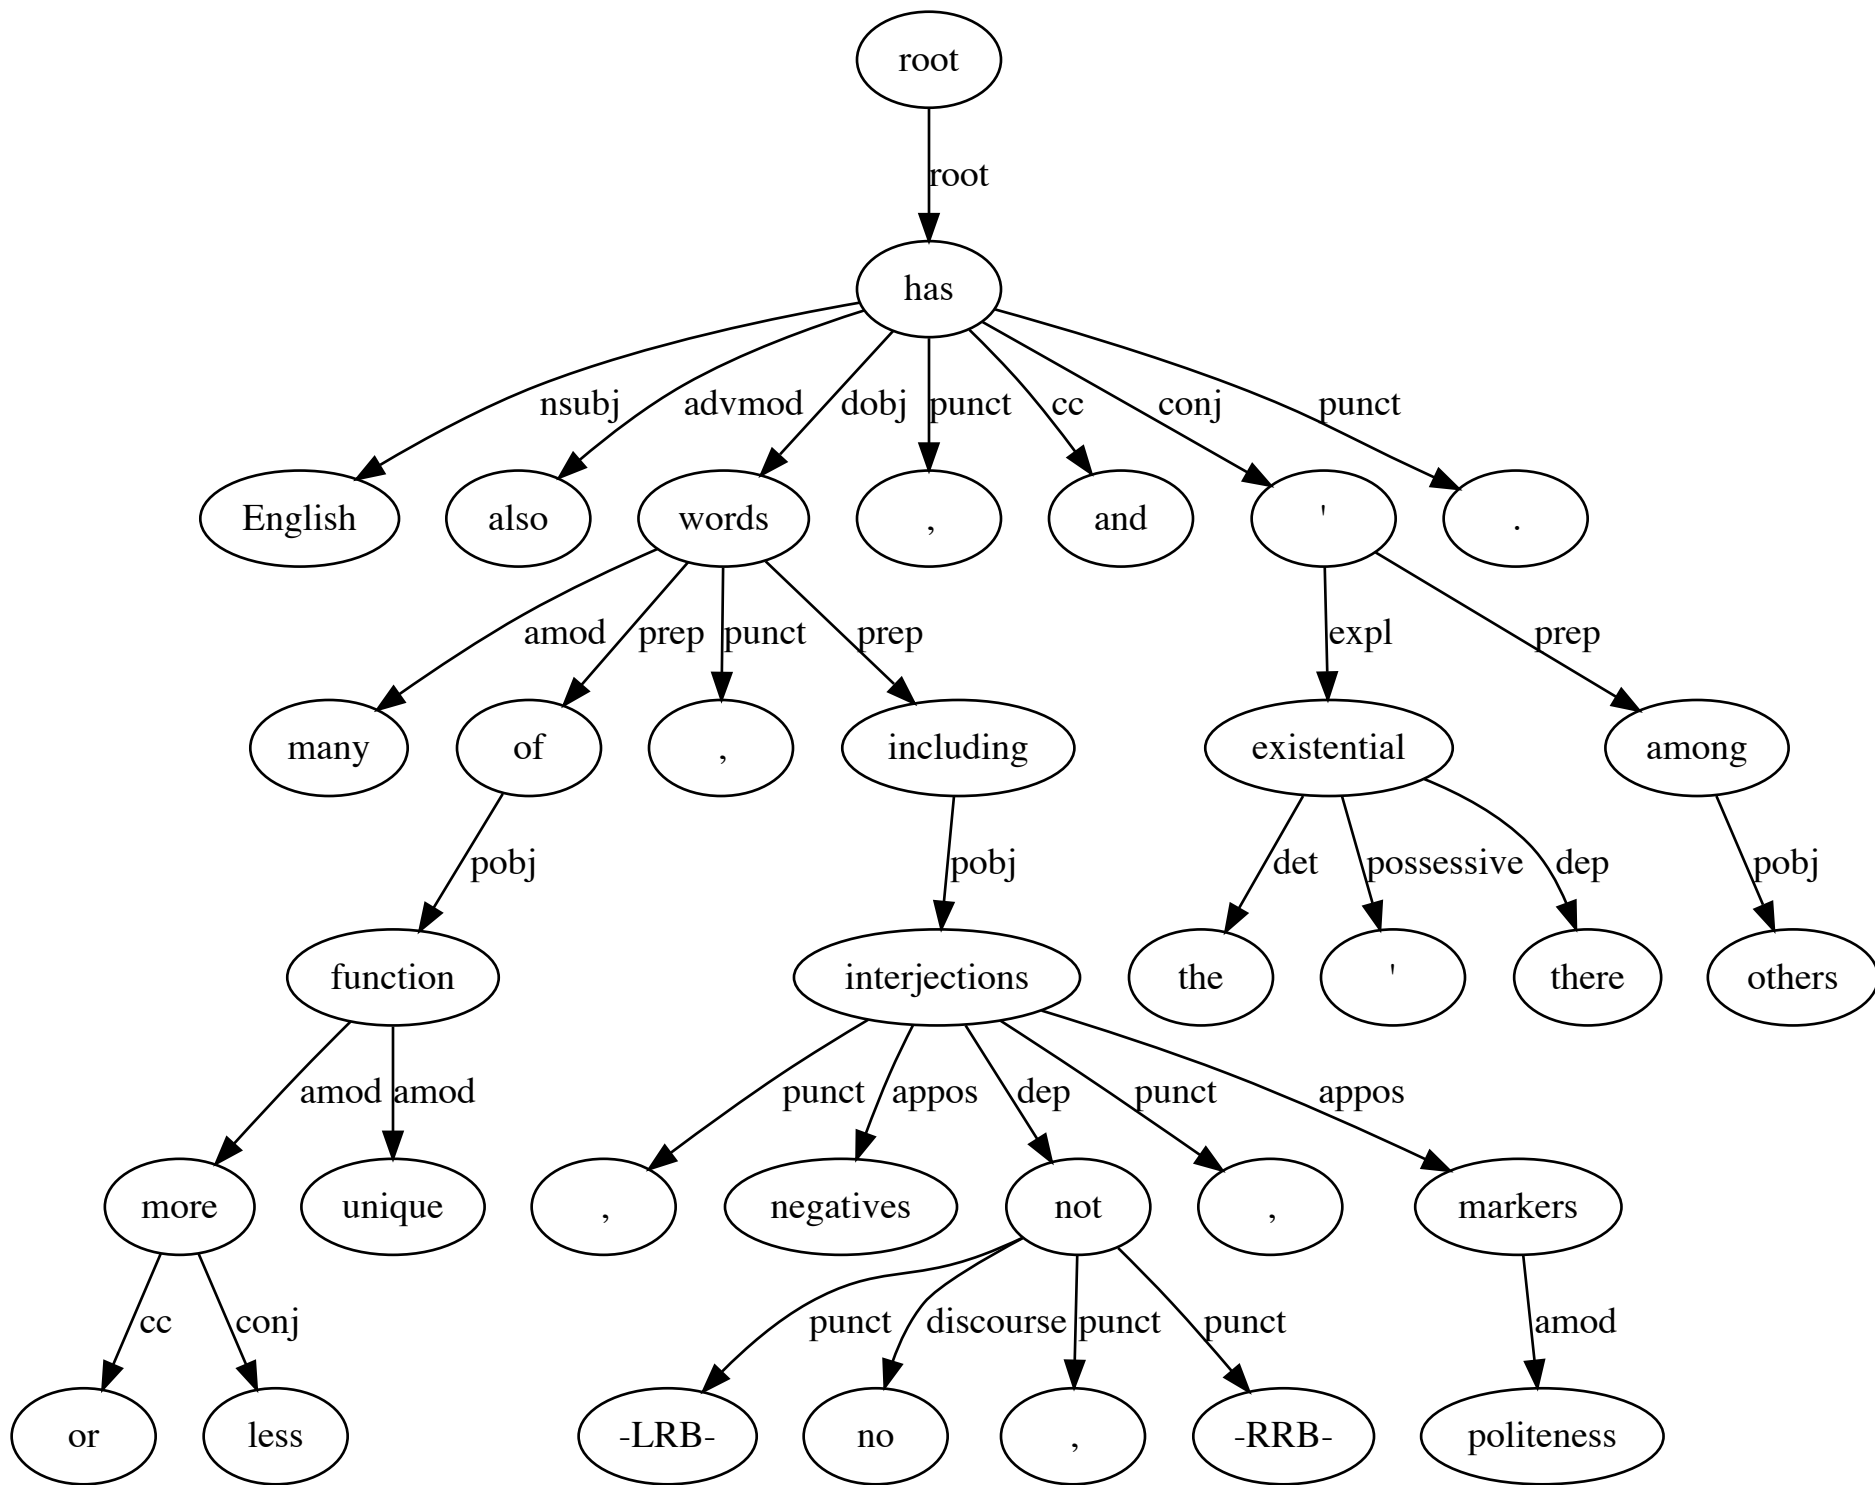 root
root
has
nsubj advmod dobj punct cc conj punct
English also words , and ' .
amod prep punct prep expl prep
many of , including existential among
pobj pobj det possessive dep pobj
function interjections the ' there others
amod amod punct appos dep punct appos
more unique , negatives not , markers
cc conj punct discourse punct punct amod
or less -LRB- no , -RRB- politeness